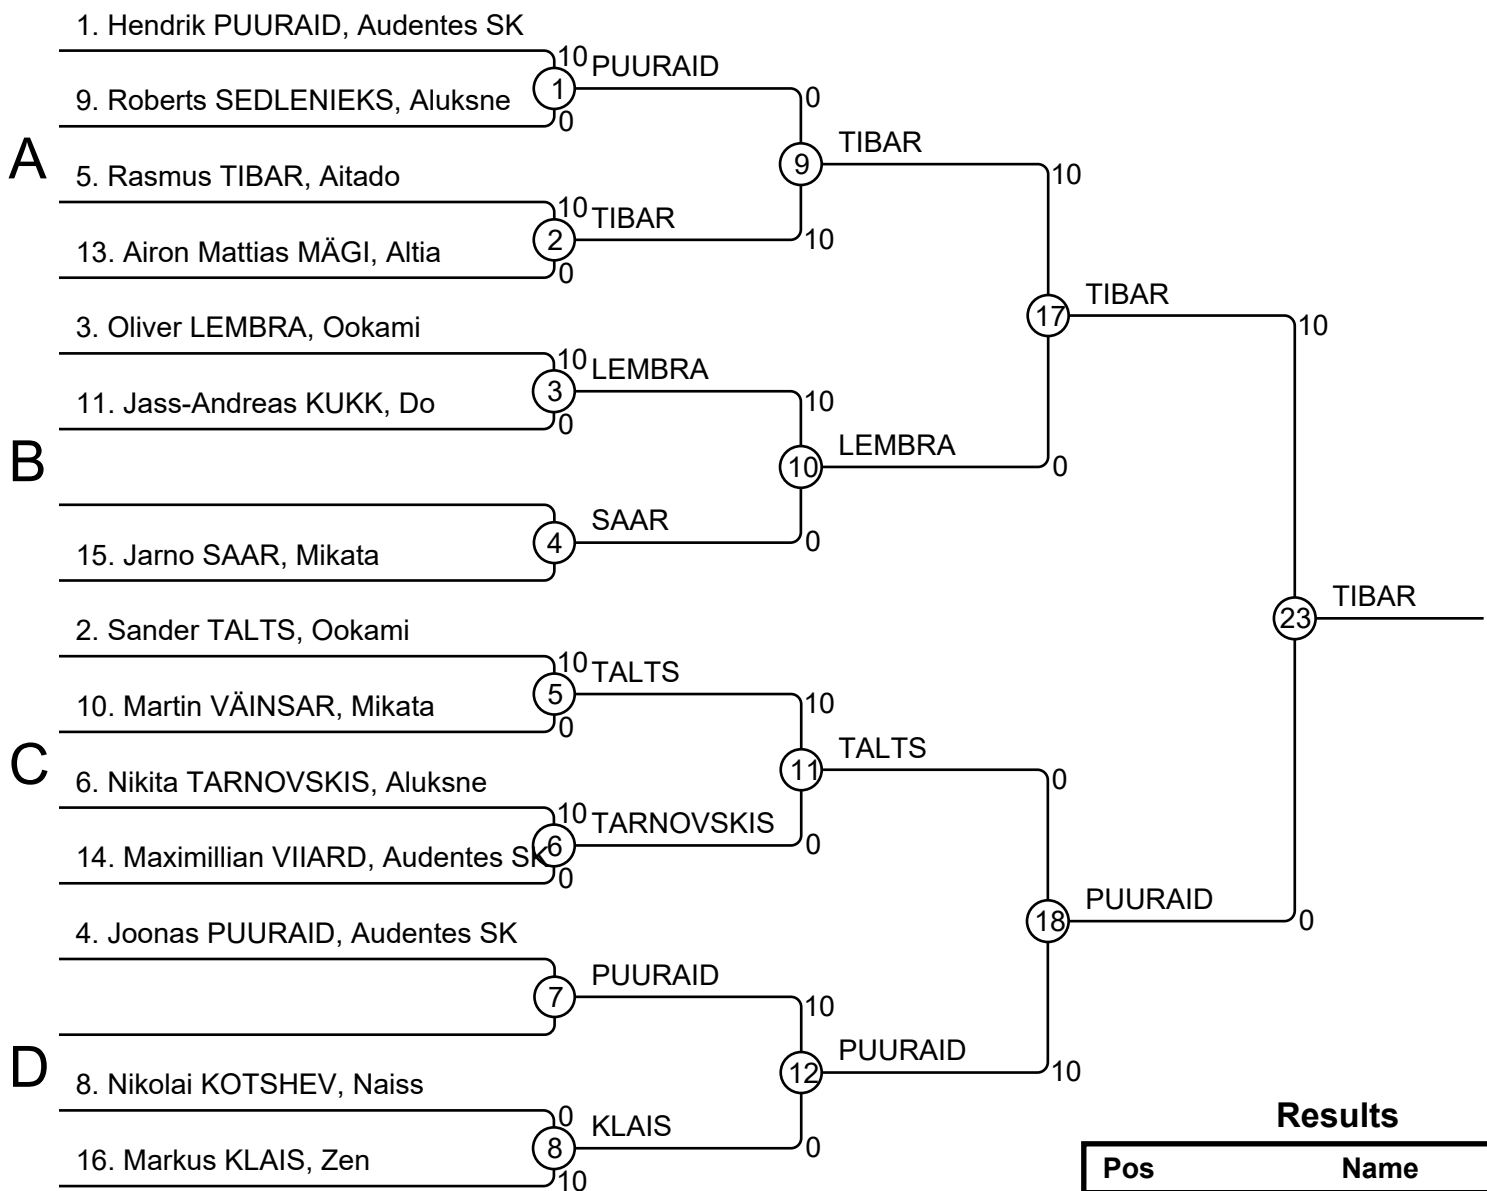 1. Hendrik PUURAID, Audentes SK
10 PUURAID
1
9. Roberts SEDLENIEKS, Aluksne
0
0
TIBAR
A
9
5. Rasmus TIBAR, Aitado
10
10 TIBAR
2
10
13. Airon Mattias MÄGI, Altia
0
TIBAR
17
3. Oliver LEMBRA, Ookami
10
10 LEMBRA
3
10
11. Jass-Andreas KUKK, Do
0
LEMBRA
B
10
0
SAAR
4
0
15. Jarno SAAR, Mikata
TIBAR
23
2. Sander TALTS, Ookami
10 TALTS
5
10
10. Martin VÄINSAR, Mikata
0
TALTS
C
11
0
6. Nikita TARNOVSKIS, Aluksne
10 TARNOVSKIS
6
0
14. Maximillian VIIARD, Audentes SK
0
PUURAID
18
0
4. Joonas PUURAID, Audentes SK
PUURAID
7
10
PUURAID
D
12
10
8. Nikolai KOTSHEV, Naiss
0 KLAIS
8
0
16. Markus KLAIS, Zen
10
Results
Pos Name